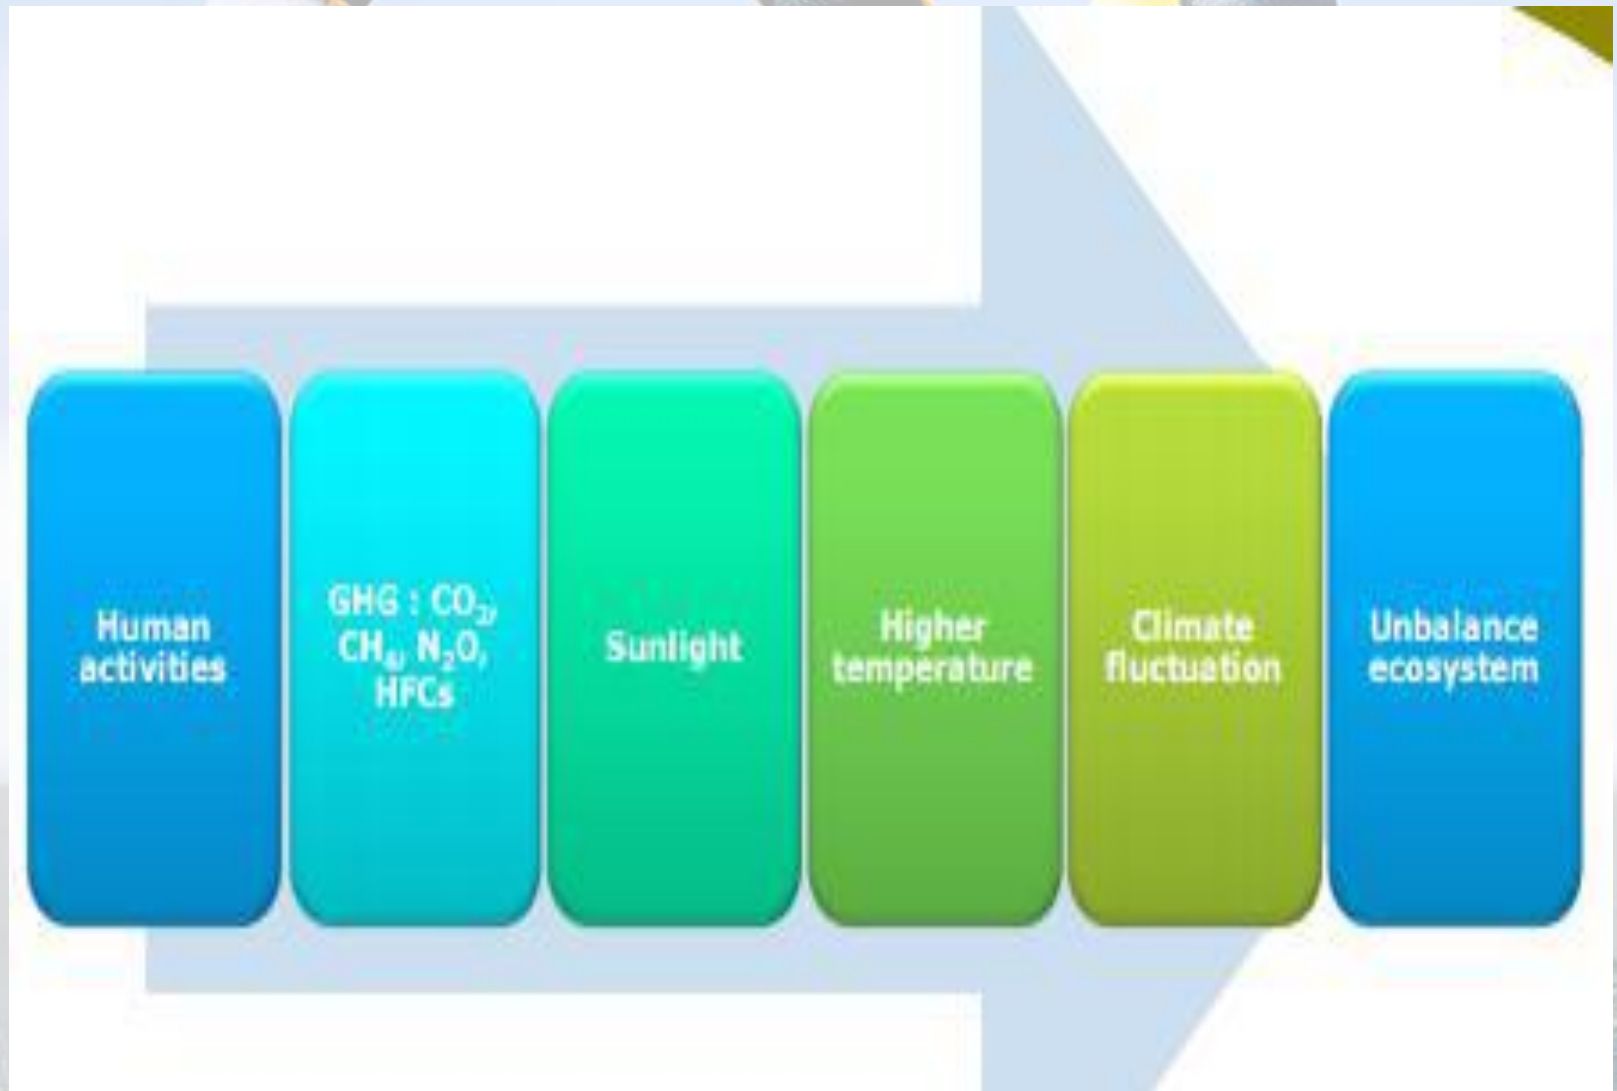 Human
activities
GHG : CO₂,
CH₄, N₂O,
HFCs
Sunlight
Higher
temperature
Climate
fluctuation
Unbalance
ecosystem